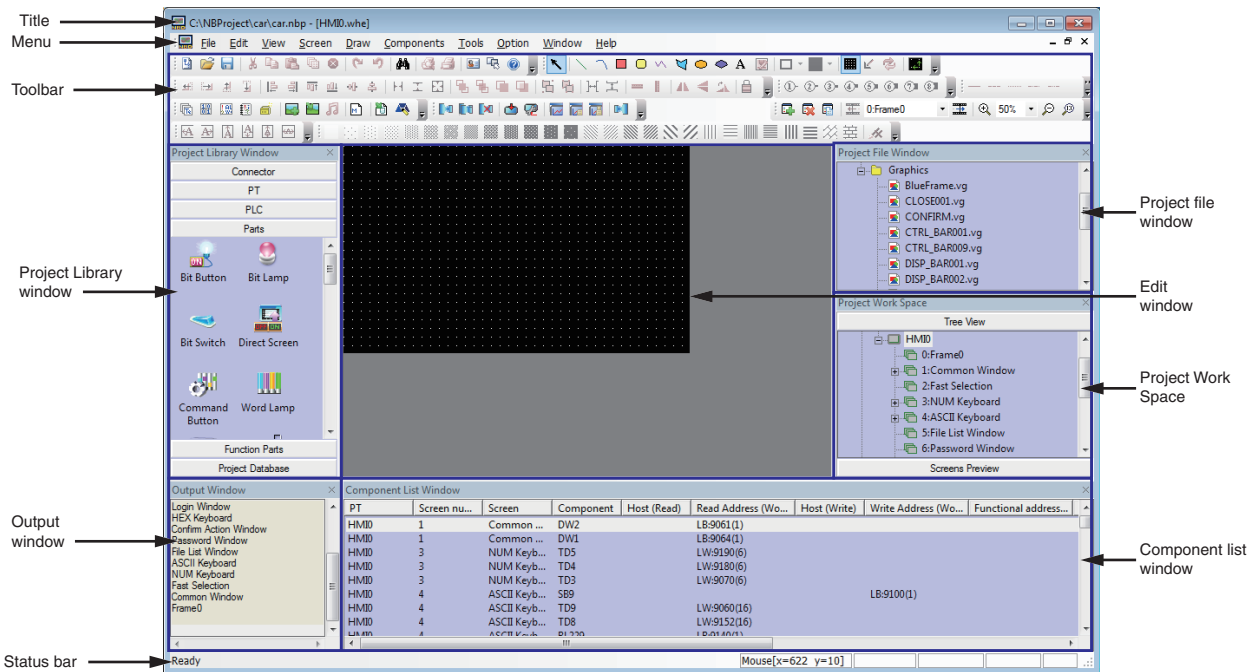 Title
C:\NBProject\car\car.nbp - [HMI0.whe]
Menu
File Edit View Screen Draw Components Tools Option Window Help
Toolbar
0:Frame0
50%
Project Library Window
Connector
PT
PLC
Parts
Bit Button
Bit Lamp
Bit Switch
Direct Screen
Command Button
Word Lamp
Function Parts
Project Database
Project Library
window
Project File Window
Graphics
BlueFrame.vg
CLOSE001.vg
CONFIRM.vg
CTRL_BAR001.vg
CTRL_BAR009.vg
DISP_BAR001.vg
DISP_BAR002.vg
Project file
window
Edit
window
Project Work Space
Tree View
HMI0
0:Frame0
1:Common Window
2:Fast Selection
3:NUM Keyboard
4:ASCII Keyboard
5:File List Window
6:Password Window
Screens Preview
Project Work
Space
Output Window
Login Window
HEX Keyboard
Confirm Action Window
Password Window
File List Window
ASCII Keyboard
NUM Keyboard
Fast Selection
Common Window
Frame0
Output
window
Component List Window
PT Screen nu... Screen Component Host (Read) Read Address (Wo... Host (Write) Write Address (Wo... Functional address...
HMI0 1 Common ... DW2 LB:9061(1)
HMI0 1 Common ... DW1 LB:9064(1)
HMI0 3 NUM Keyb... TD5 LW:9190(6)
HMI0 3 NUM Keyb... TD4 LW:9180(6)
HMI0 3 NUM Keyb... TD3 LW:9070(6)
HMI0 4 ASCII Keyb... SB9 LB:9100(1)
HMI0 4 ASCII Keyb... TD9 LW:9060(16)
HMI0 4 ASCII Keyb... TD8 LW:9152(16)
Component list
window
Status bar
Ready
Mouse[x=622 y=10]